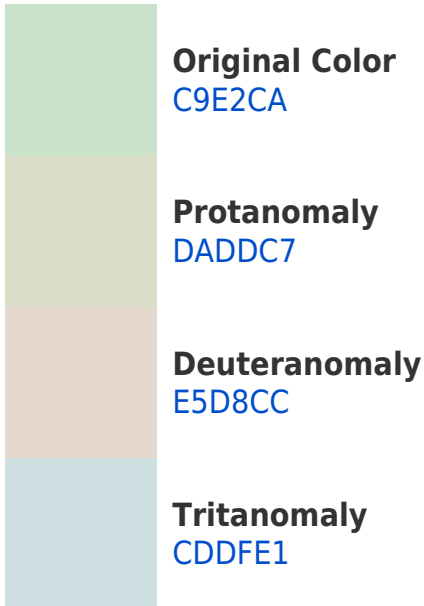 Original Color
C9E2CA
Protanomaly
DADDC7
Deuteranomaly
E5D8CC
Tritanomaly
CDDFE1